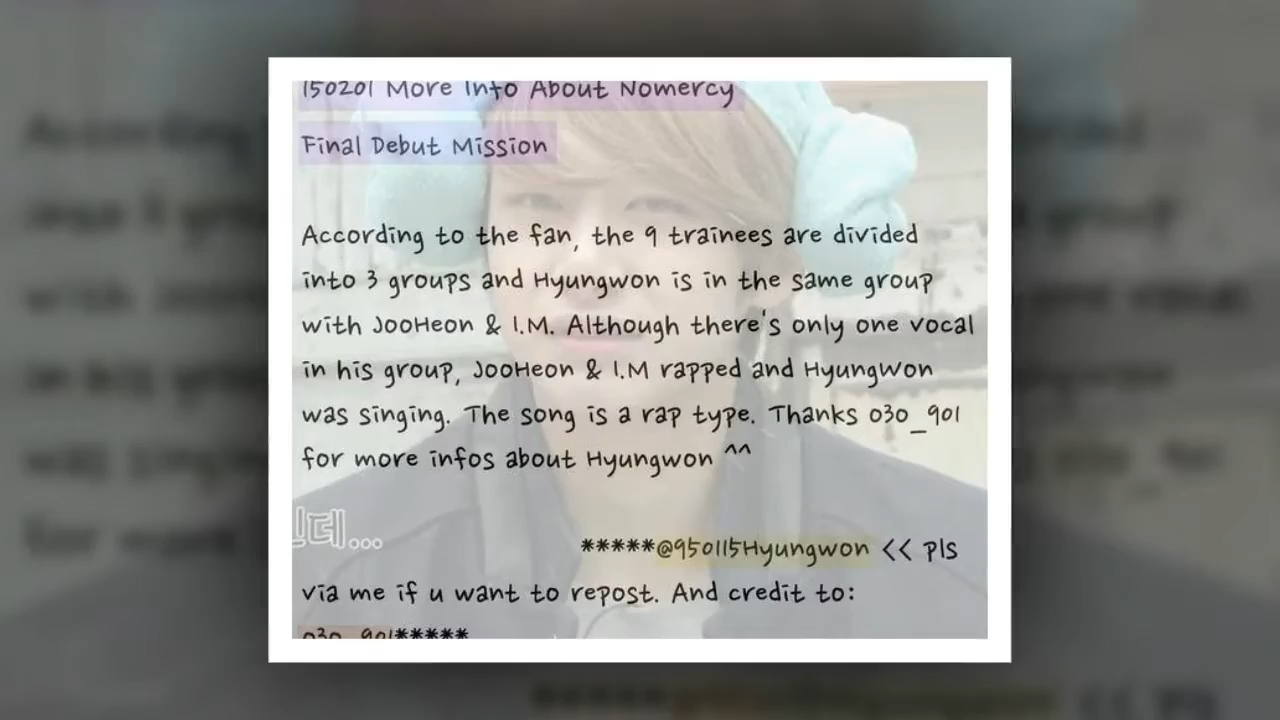 150201 More Info About Nomercy
Final Debut Mission
According to the fan, the 9 trainees are divided
into 3 groups and Hyungwon is in the same group
with JooHeon & I.M. Although there's only one vocal
in his group, JooHeon & I.M rapped and Hyungwon
was singing. The song is a rap type. Thanks 030_901
for more infos about Hyungwon ^^
인데...
*****@950115Hyungwon << pls
via me if u want to repost. And credit to:
030_901*****